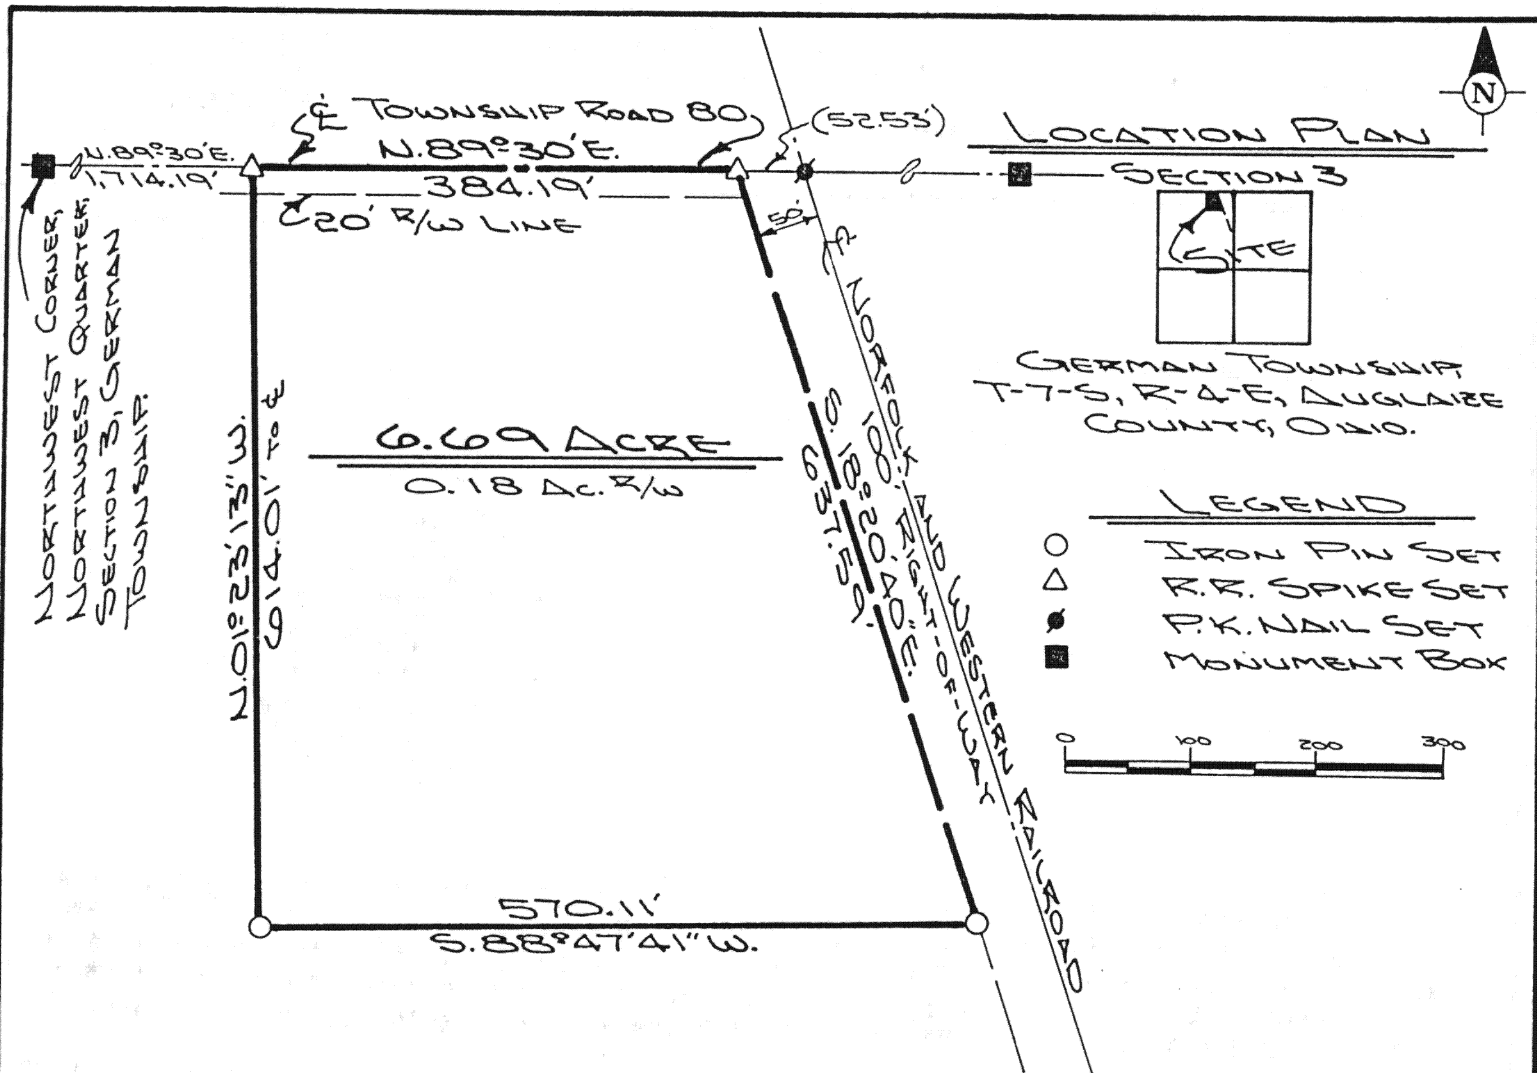 N
℄ TOWNSHIP ROAD 80
(52.53')
N.89°30'E.
1,714.19'
N.89°30'E.
384.19'
20' R/W LINE
50'
NORTHWEST CORNER,
NORTHWEST QUARTER,
SECTION 3, GERMAN
TOWNSHIP.
N.01°23'13"W.
614.01' TO ℄
6.69 ACRE
0.18 AC. R/W
S.18°20'40"E.
637.59'
℄ NORFOLK AND WESTERN RAILROAD
100' RIGHT-OF-WAY
570.11'
S.88°47'41"W.
LOCATION PLAN
SECTION 3
SITE
GERMAN TOWNSHIP,
T-7-S, R-4-E, AUGLAIZE
COUNTY, OHIO.
LEGEND
IRON PIN SET
R.R. SPIKE SET
P.K. NAIL SET
MONUMENT BOX
0 100 200 300